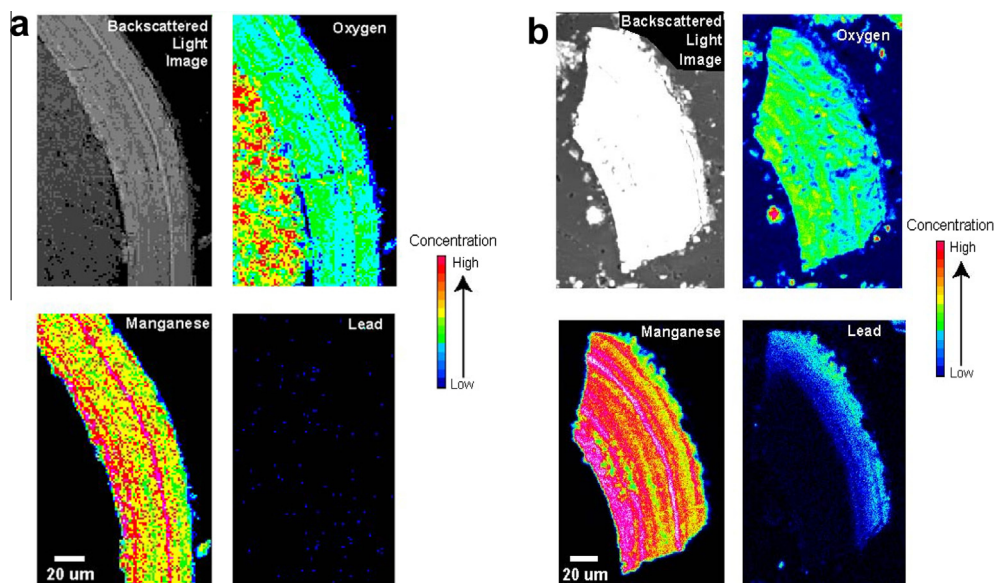 a
Backscattered
Light
Image
Oxygen
Concentration
High
Low
Manganese
Lead
20 um
b
Backscattered
Light
Image
Oxygen
Concentration
High
Low
Manganese
Lead
20 um